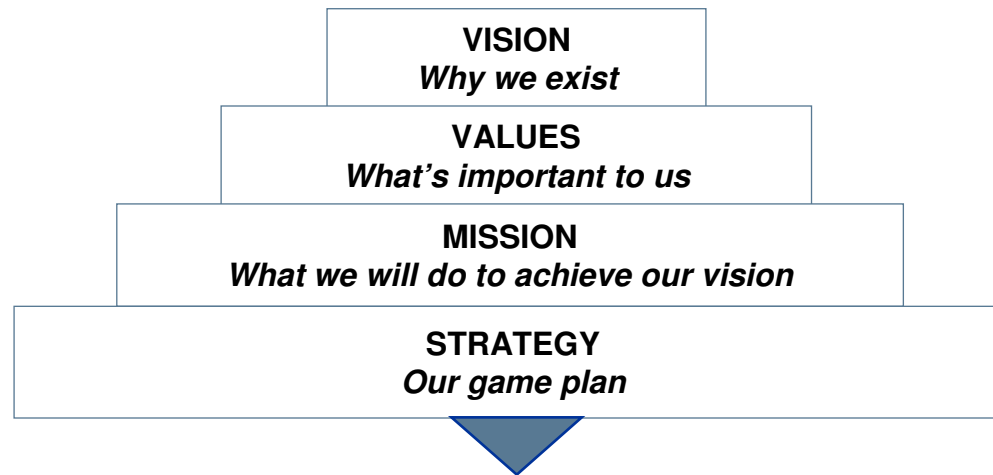 VISION
Why we exist
VALUES
What's important to us
MISSION
What we will do to achieve our vision
STRATEGY
Our game plan